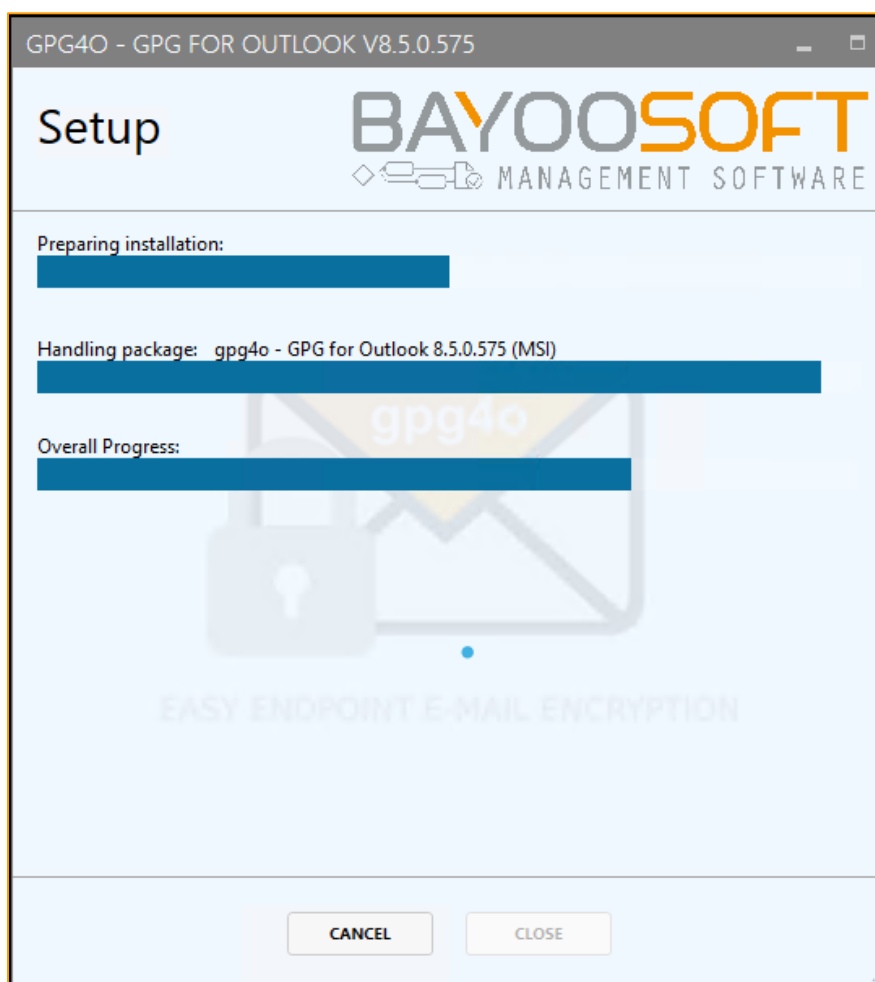 GPG4O - GPG FOR OUTLOOK V8.5.0.575
Setup
BAYOOSOFT
MANAGEMENT SOFTWARE
Preparing installation:
Handling package: gpg4o - GPG for Outlook 8.5.0.575 (MSI)
gpg4o
Overall Progress:
EASY ENDPOINT E-MAIL ENCRYPTION
CANCEL
CLOSE